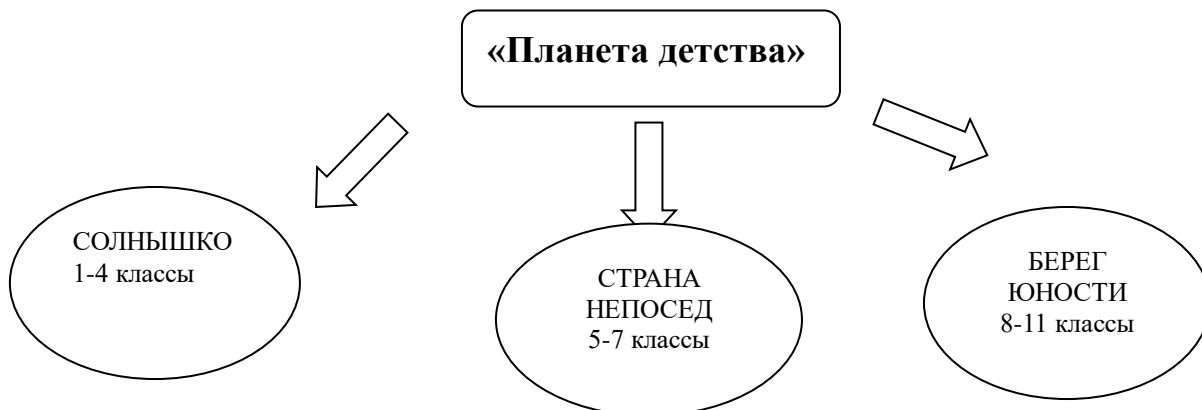 «Планета детства»
СОЛНЫШКО
1-4 классы
СТРАНА
НЕПОСЕД
5-7 классы
БЕРЕГ
ЮНОСТИ
8-11 классы